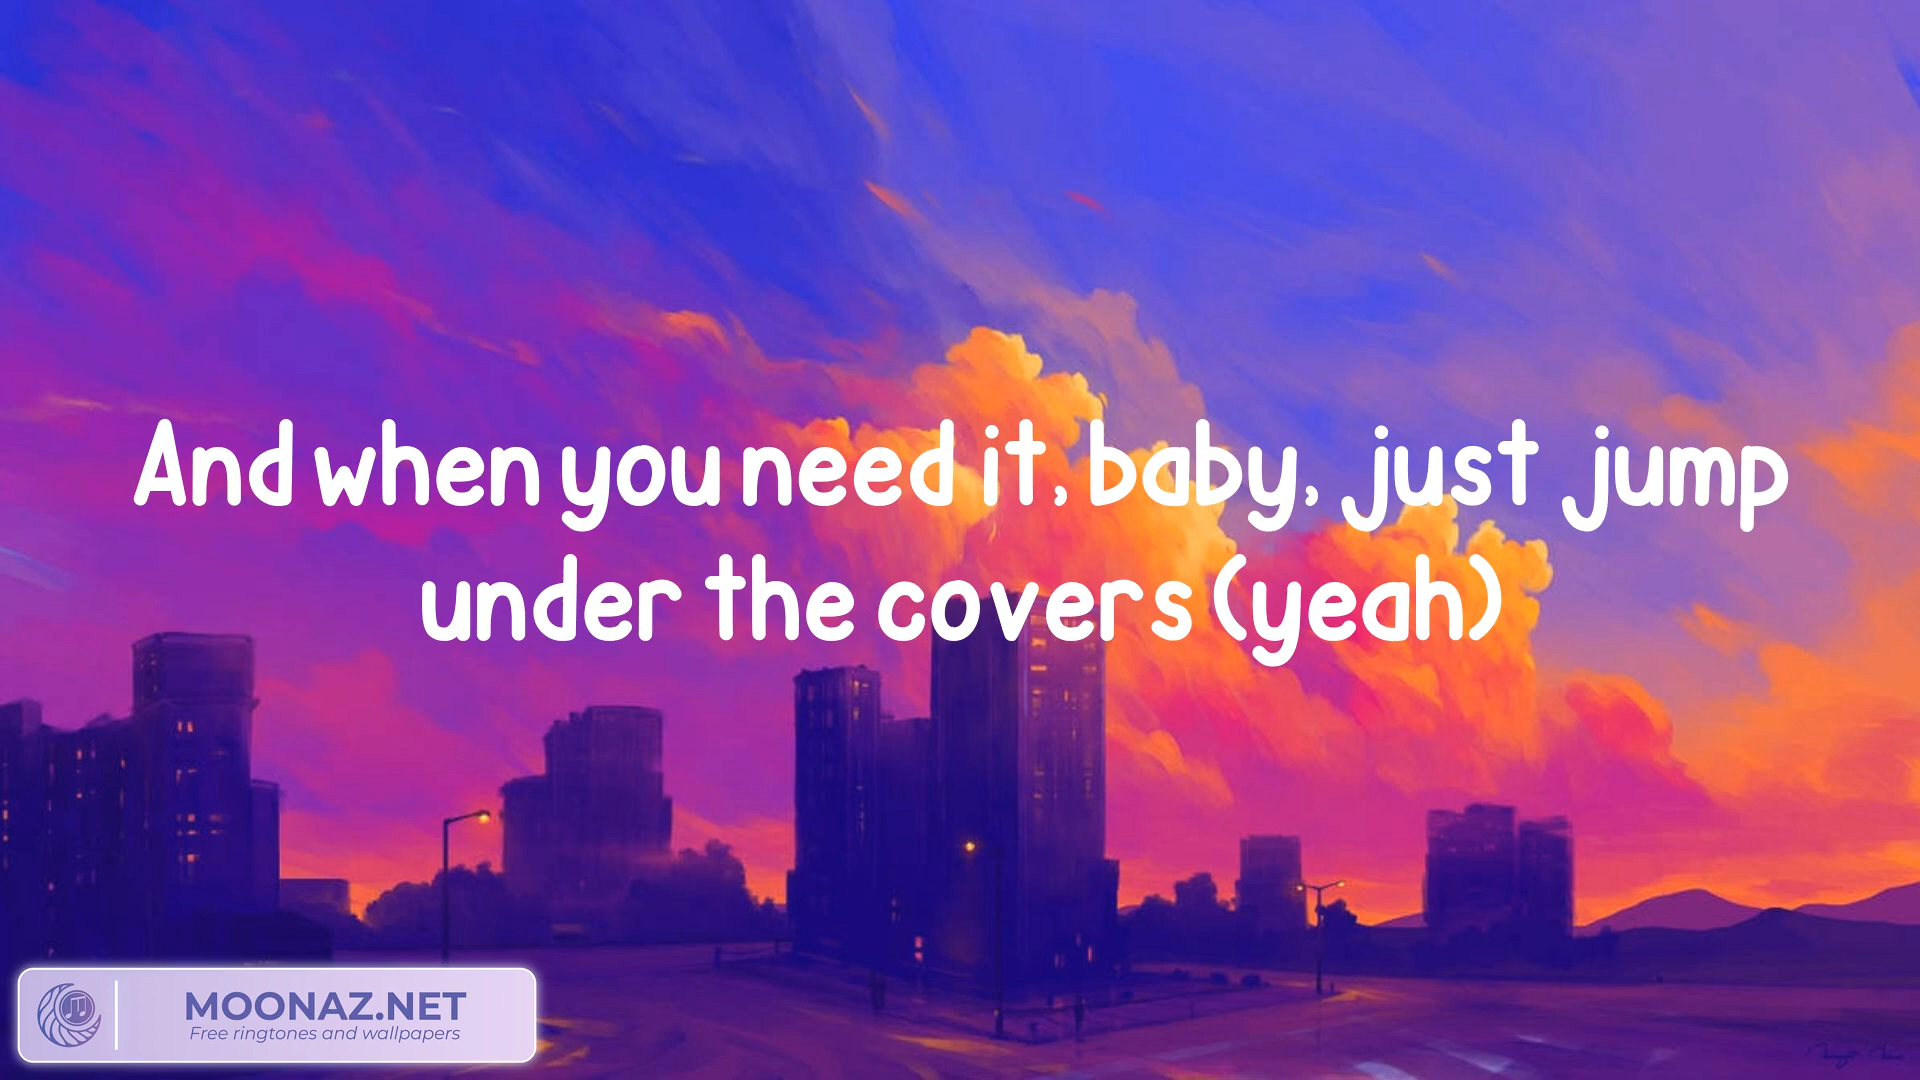 And when you need it, baby, just jump
under the covers (yeah)
MOONAZ.NET
Free ringtones and wallpapers